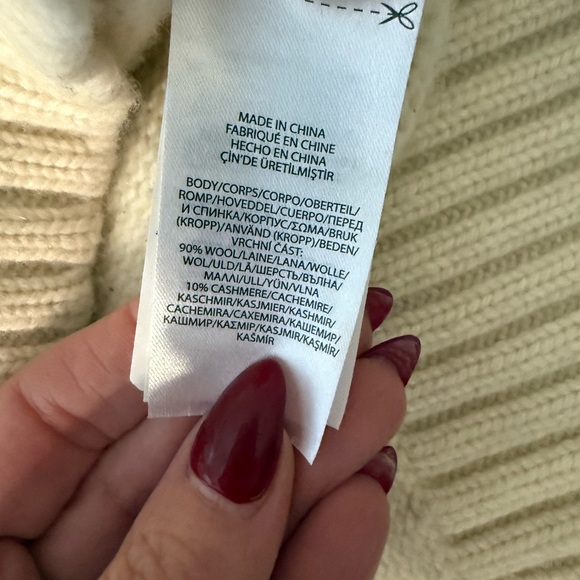 MADE IN CHINA
FABRIQUÉ EN CHINE
HECHO EN CHINA
ÇİN'DE ÜRETİLMİŞTİR
BODY/CORPS/CORPO/OBERTEIL/
ROMP/HOVEDDEL/CUERPO/ПЕРЕД
И СПИНКА/КОРПУС/ΣΩΜΑ/BRUK
(KROPP)/ANVÄND (KROPP)/BEDEN/
VRCHNÍ ČÁST:
90% WOOL/LAINE/LANA/WOLLE/
WOL/ULD/LÃ/ШЕРСТЬ/ВЪЛНА/
ΜΑΛΛΙ/ULL/YÜN/VLNA
10% CASHMERE/CACHEMIRE/
KASCHMIR/KASJMIER/KASHMIR/
CACHEMIRA/CAXEMIRA/КАШЕМИР/
КАШМИР/ΚΑΣΜΙΡ/KASJMIR/KAŞMİR/
KAŠMÍR